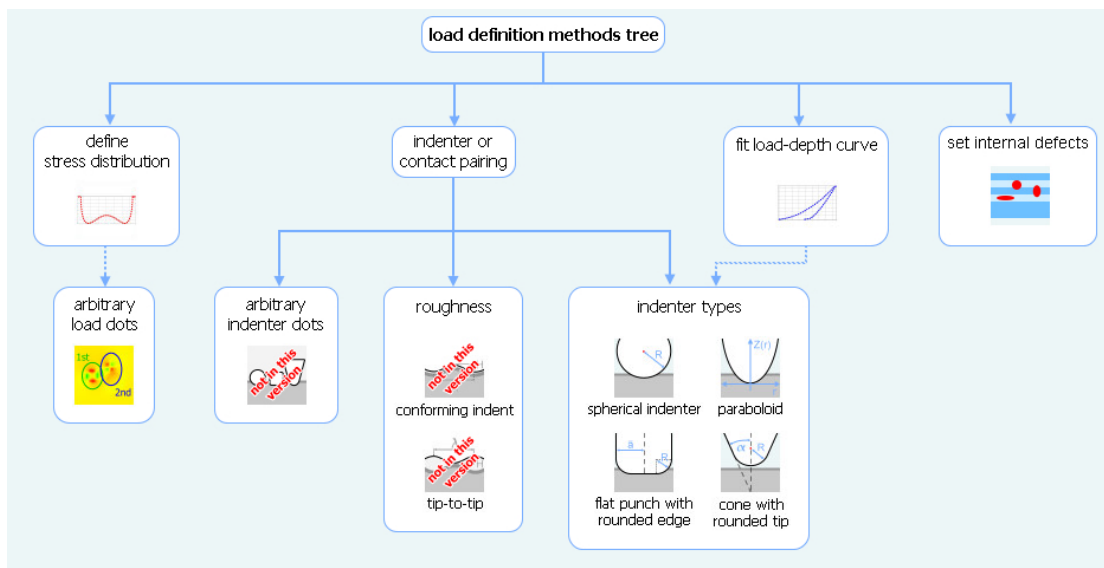 load definition methods tree
define
stress distribution
indenter or
contact pairing
fit load-depth curve
set internal defects
arbitrary
load dots
1st
2nd
arbitrary
indenter dots
not in this
version
roughness
not in this
version
conforming indent
λ
not in this
version
H
tip-to-tip
indenter types
R
spherical indenter
Z(r)
r
paraboloid
a
R
flat punch with
rounded edge
α
R
cone with
rounded tip